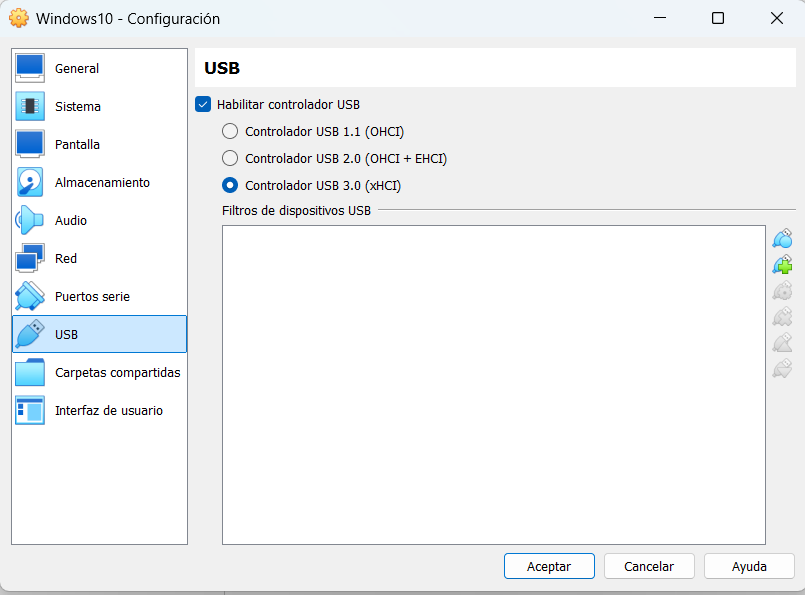 Windows10 - Configuración
General
Sistema
Pantalla
Almacenamiento
Audio
Red
Puertos serie
USB
Carpetas compartidas
Interfaz de usuario
USB
Habilitar controlador USB
Controlador USB 1.1 (OHCI)
Controlador USB 2.0 (OHCI + EHCI)
Controlador USB 3.0 (xHCI)
Filtros de dispositivos USB
Aceptar
Cancelar
Ayuda